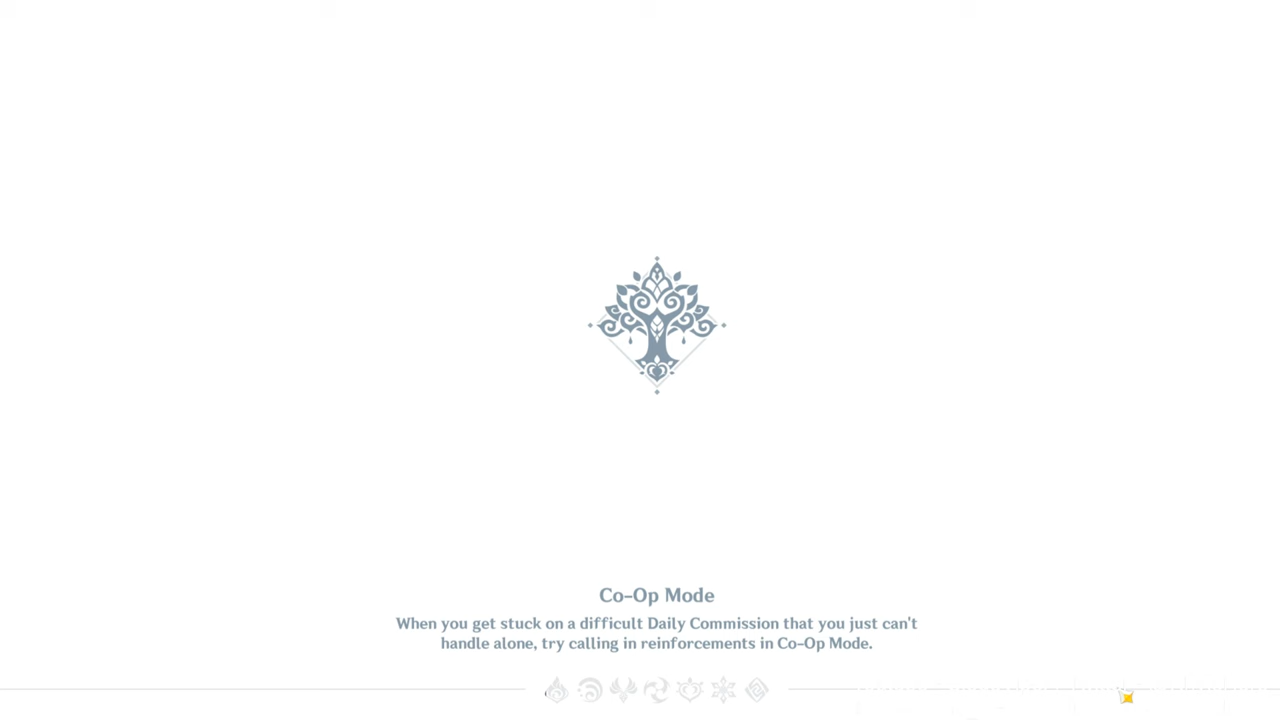 Co-Op Mode
When you get stuck on a difficult Daily Commission that you just can't
handle alone, try calling in reinforcements in Co-Op Mode.